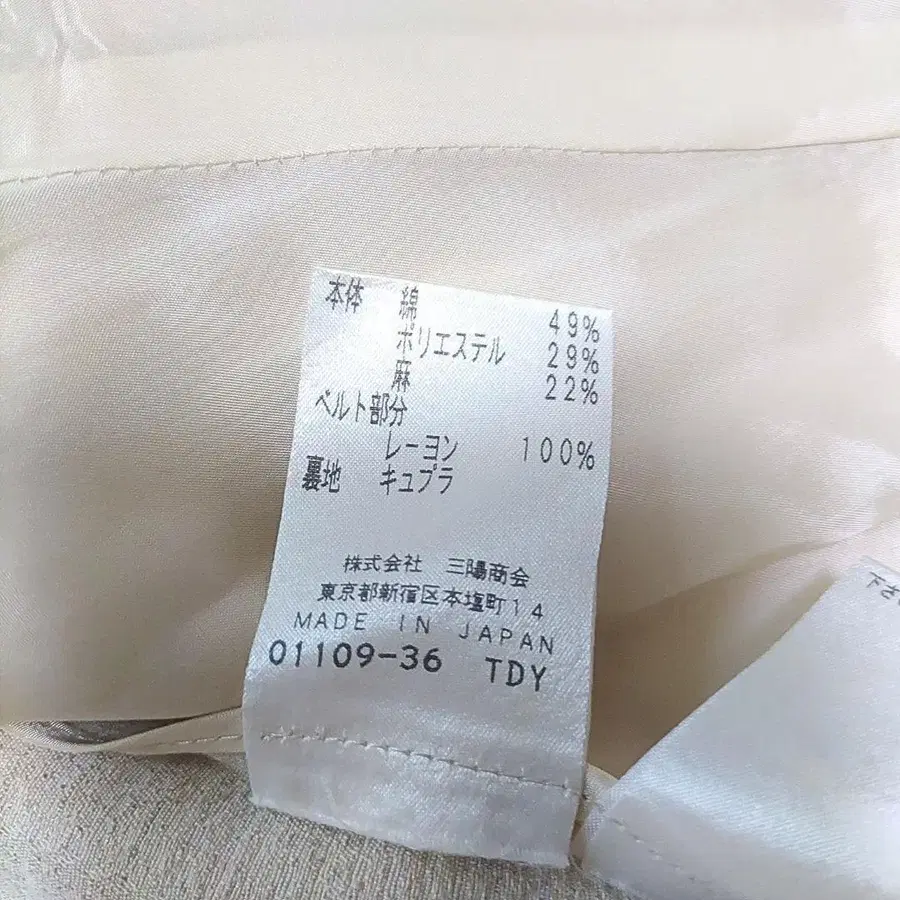 本体 綿 49%
ポリエステル 29%
麻 22%
ベルト部分
レーヨン 100%
裏地 キュプラ
株式会社 三陽商会
東京都新宿区本塩町14
MADE IN JAPAN
01109-36 TDY
下さ